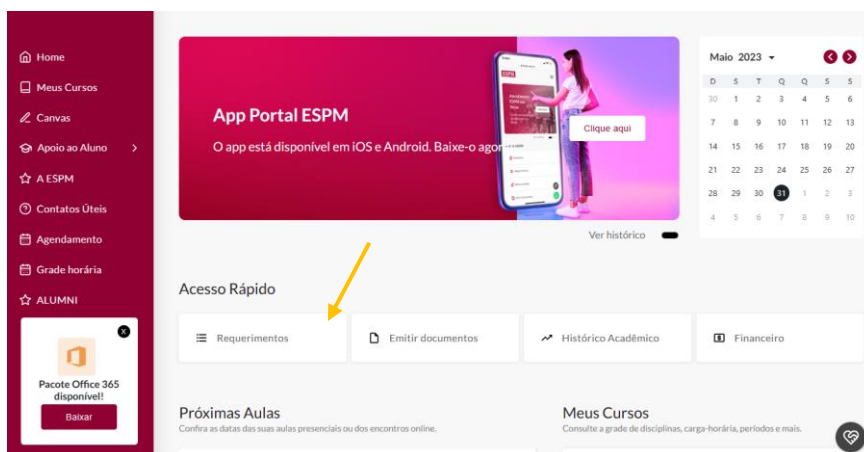 Home
Meus Cursos
Canvas
Apoio ao Aluno
A ESPM
Contatos Úteis
Agendamento
Grade horária
ALUMNI
Pacote Office 365
disponível!
Baixar
App Portal ESPM
O app está disponível em iOS e Android. Baixe-o agor
ESPM
Clique aqui
Ver histórico
Maio 2023
D S T Q Q S S
30 1 2 3 4 5 6
7 8 9 10 11 12 13
14 15 16 17 18 19 20
21 22 23 24 25 26 27
28 29 30 31 1 2 3
4 5 6 7 8 9 10
Acesso Rápido
Requerimentos
Emitir documentos
Histórico Acadêmico
Financeiro
Próximas Aulas
Confira as datas das suas aulas presenciais ou dos encontros online.
Meus Cursos
Consulte a grade de disciplinas, carga-horária, períodos e mais.